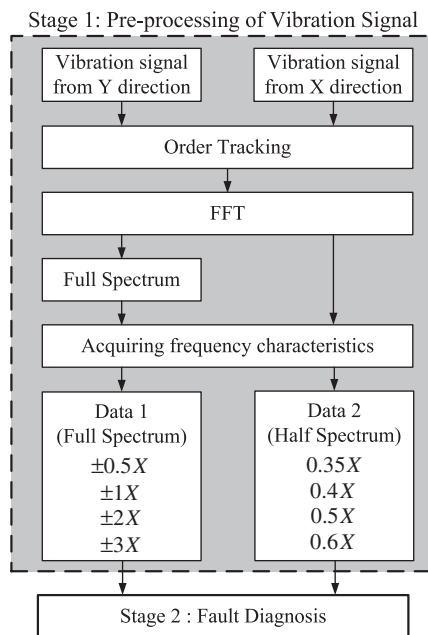 Stage 1: Pre-processing of Vibration Signal
Vibration signal
from Y direction
Vibration signal
from X direction
Order Tracking
FFT
Full Spectrum
Acquiring frequency characteristics
Data 1
(Full Spectrum)
±0.5X
±1X
±2X
±3X
Data 2
(Half Spectrum)
0.35X
0.4X
0.5X
0.6X
Stage 2 : Fault Diagnosis